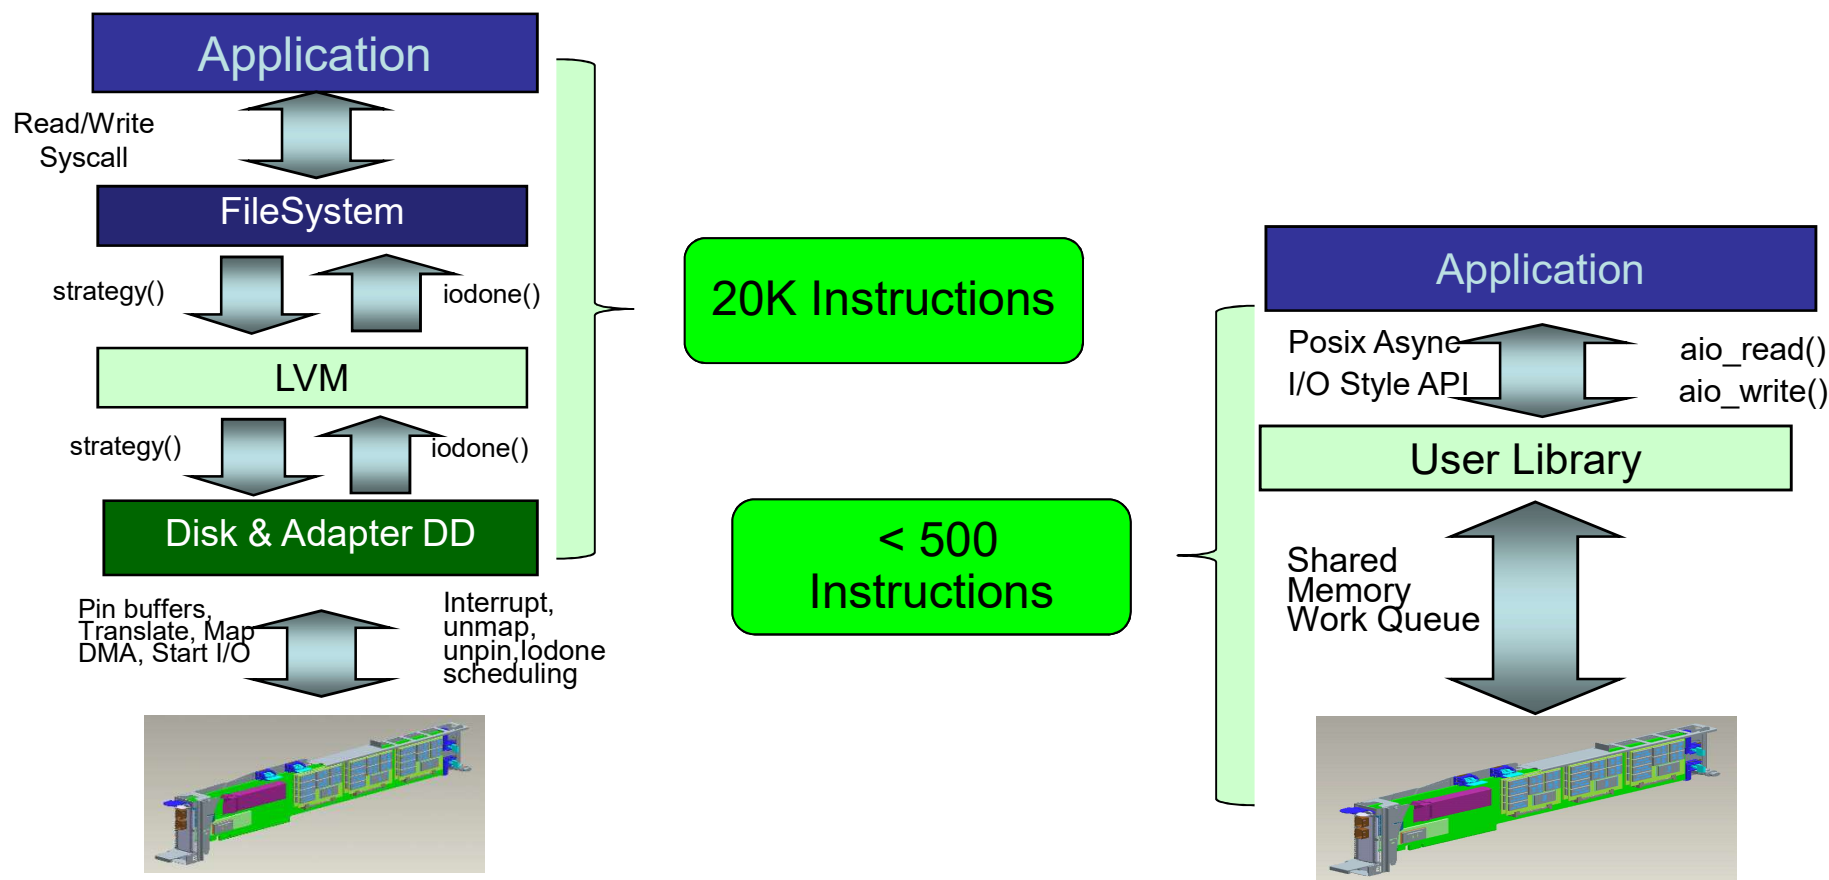 Application
Read/Write
Syscall
FileSystem
strategy()
iodone()
LVM
strategy()
iodone()
Disk & Adapter DD
Pin buffers,
Translate, Map
DMA, Start I/O
Interrupt,
unmap,
unpin,Iodone
scheduling
20K Instructions
< 500
Instructions
Application
Posix Async
I/O Style API
aio_read()
aio_write()
User Library
Shared
Memory
Work Queue